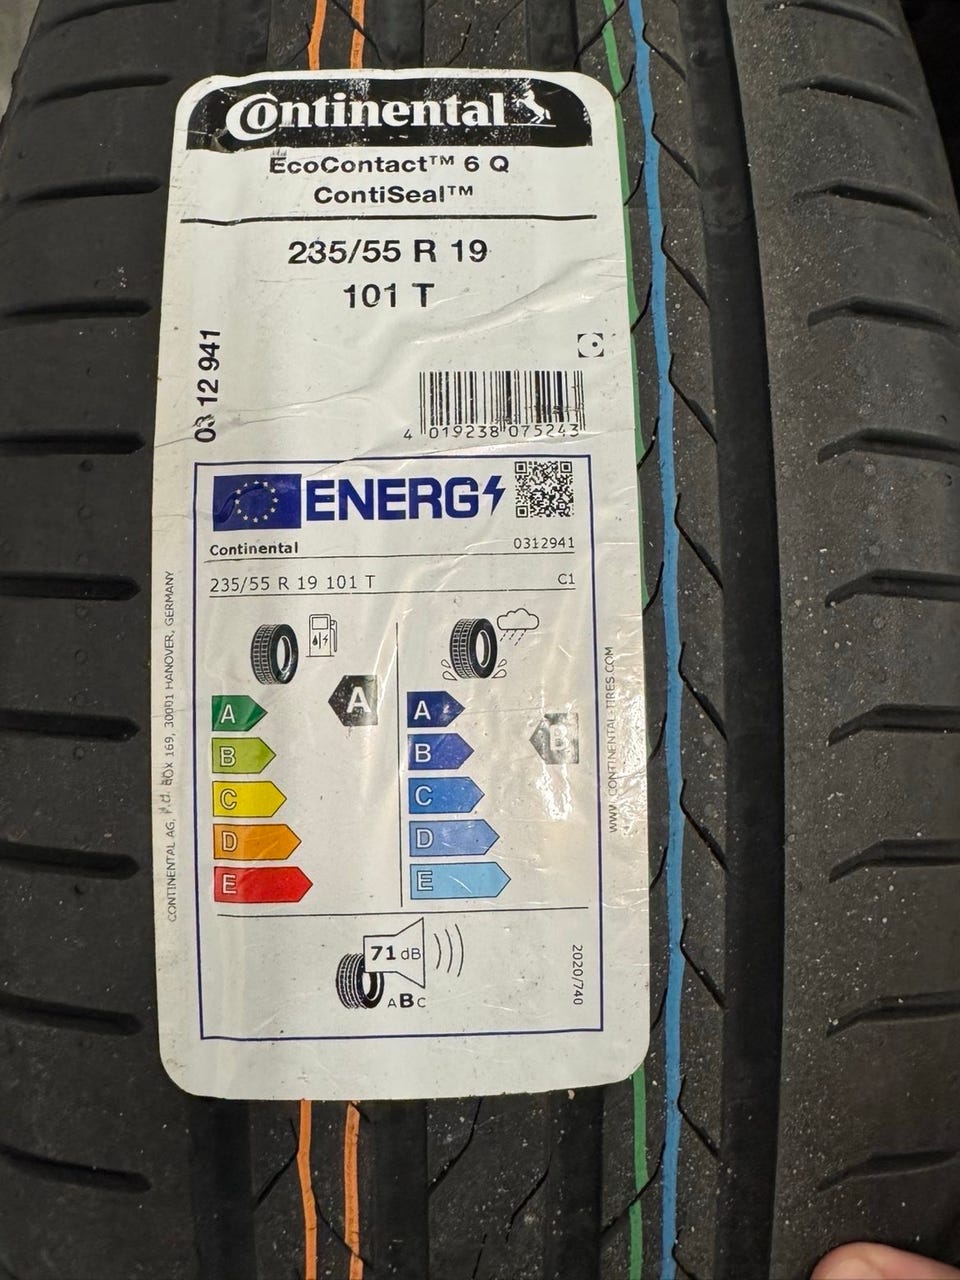 Continental
EcoContact™ 6 Q
ContiSeal™
235/55 R 19
101 T
03 12 941
4 019238 075243
ENERG
Continental 0312941
235/55 R 19 101 T C1
A A
B
C
D
E
A
B B
C
D
E
71 dB
ABC
2020/740
CONTINENTAL AG, P.O. BOX 169, 30001 HANOVER, GERMANY
WWW.CONTINENTAL-TIRES.COM